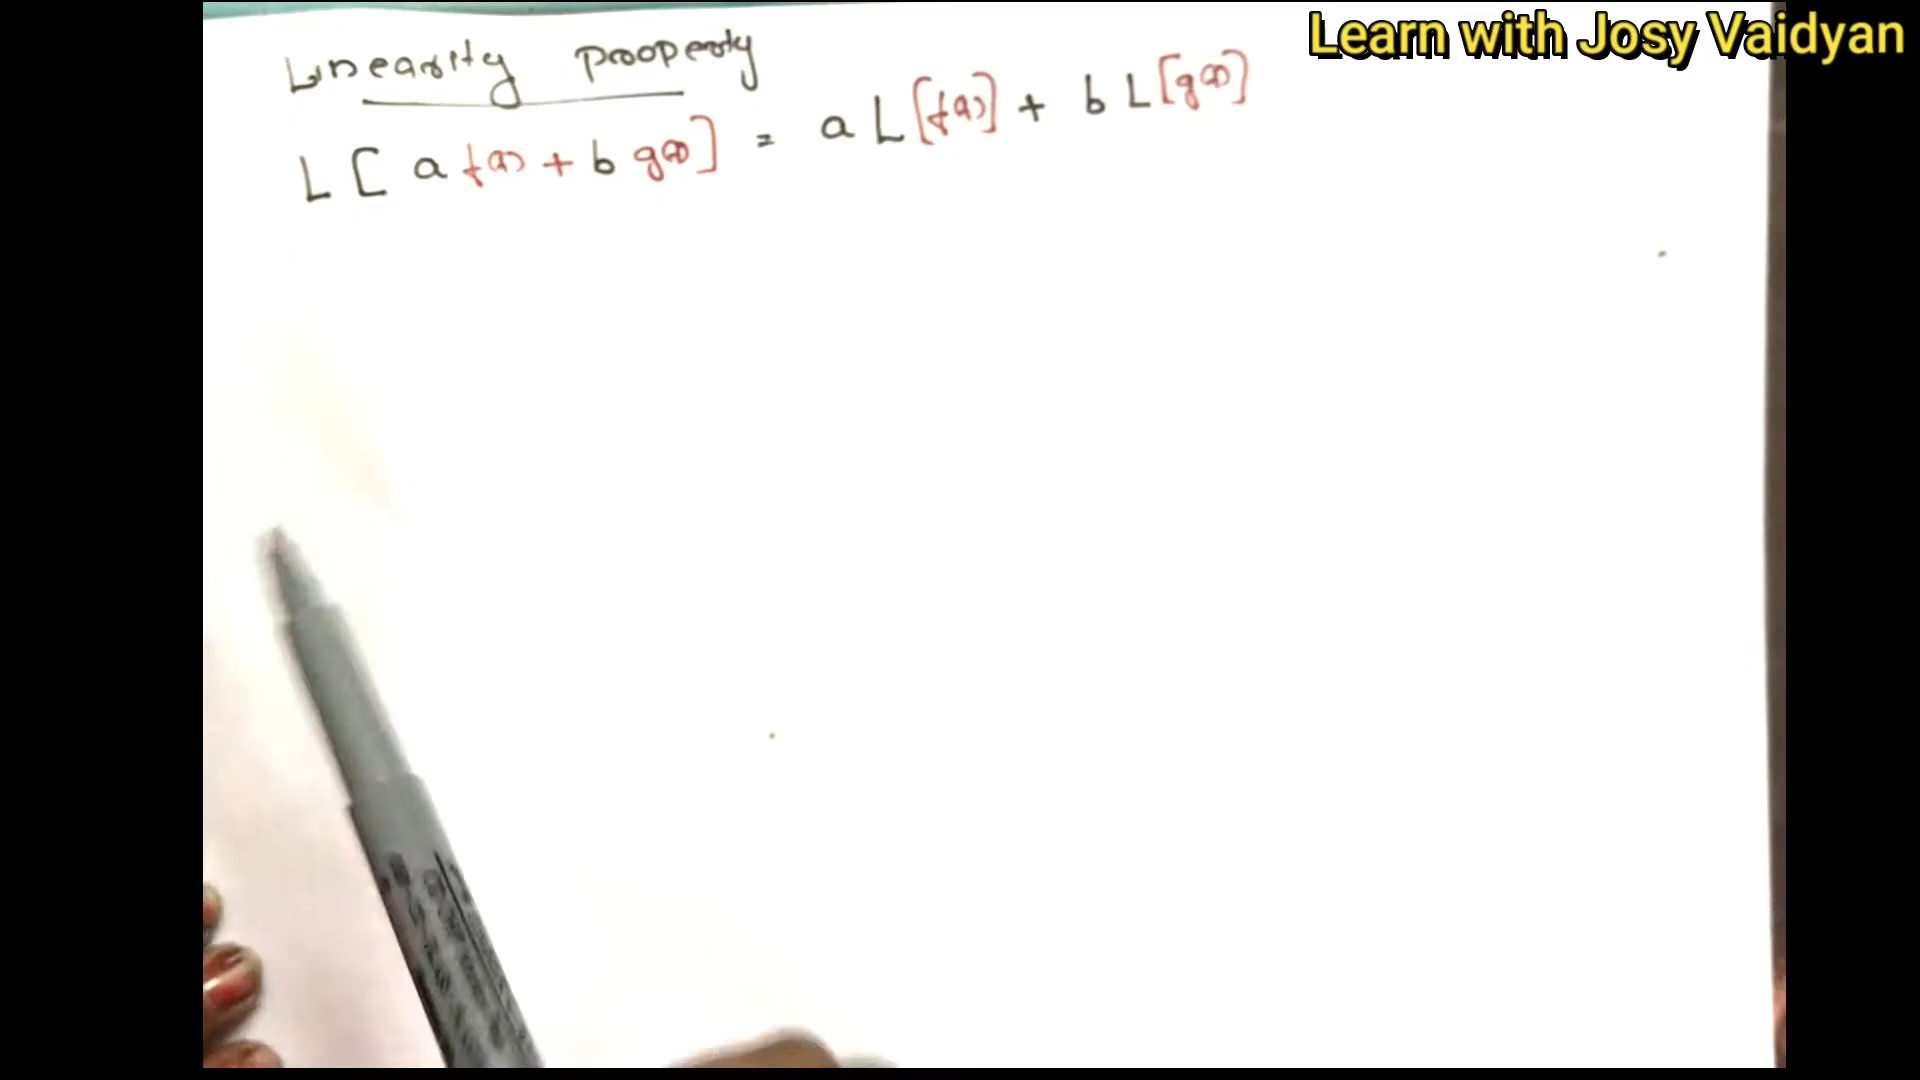 Learn with Josy Vaidyan
Linearity property
L[a f(x) + b g(x)] = a L[f(x)] + b L[g(x)]